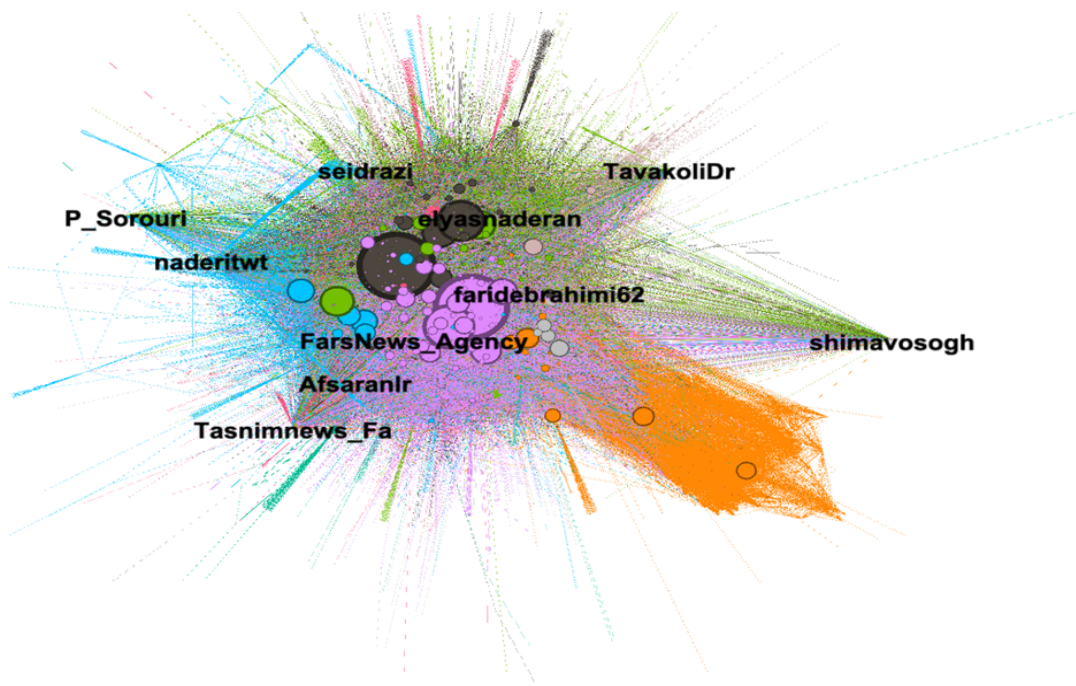 seidrazi
TavakoliDr
P_Sorouri
elyasnaderan
naderitwt
faridebrahimi62
FarsNews_Agency
shimavosogh
AfsaranIr
Tasnimnews_Fa